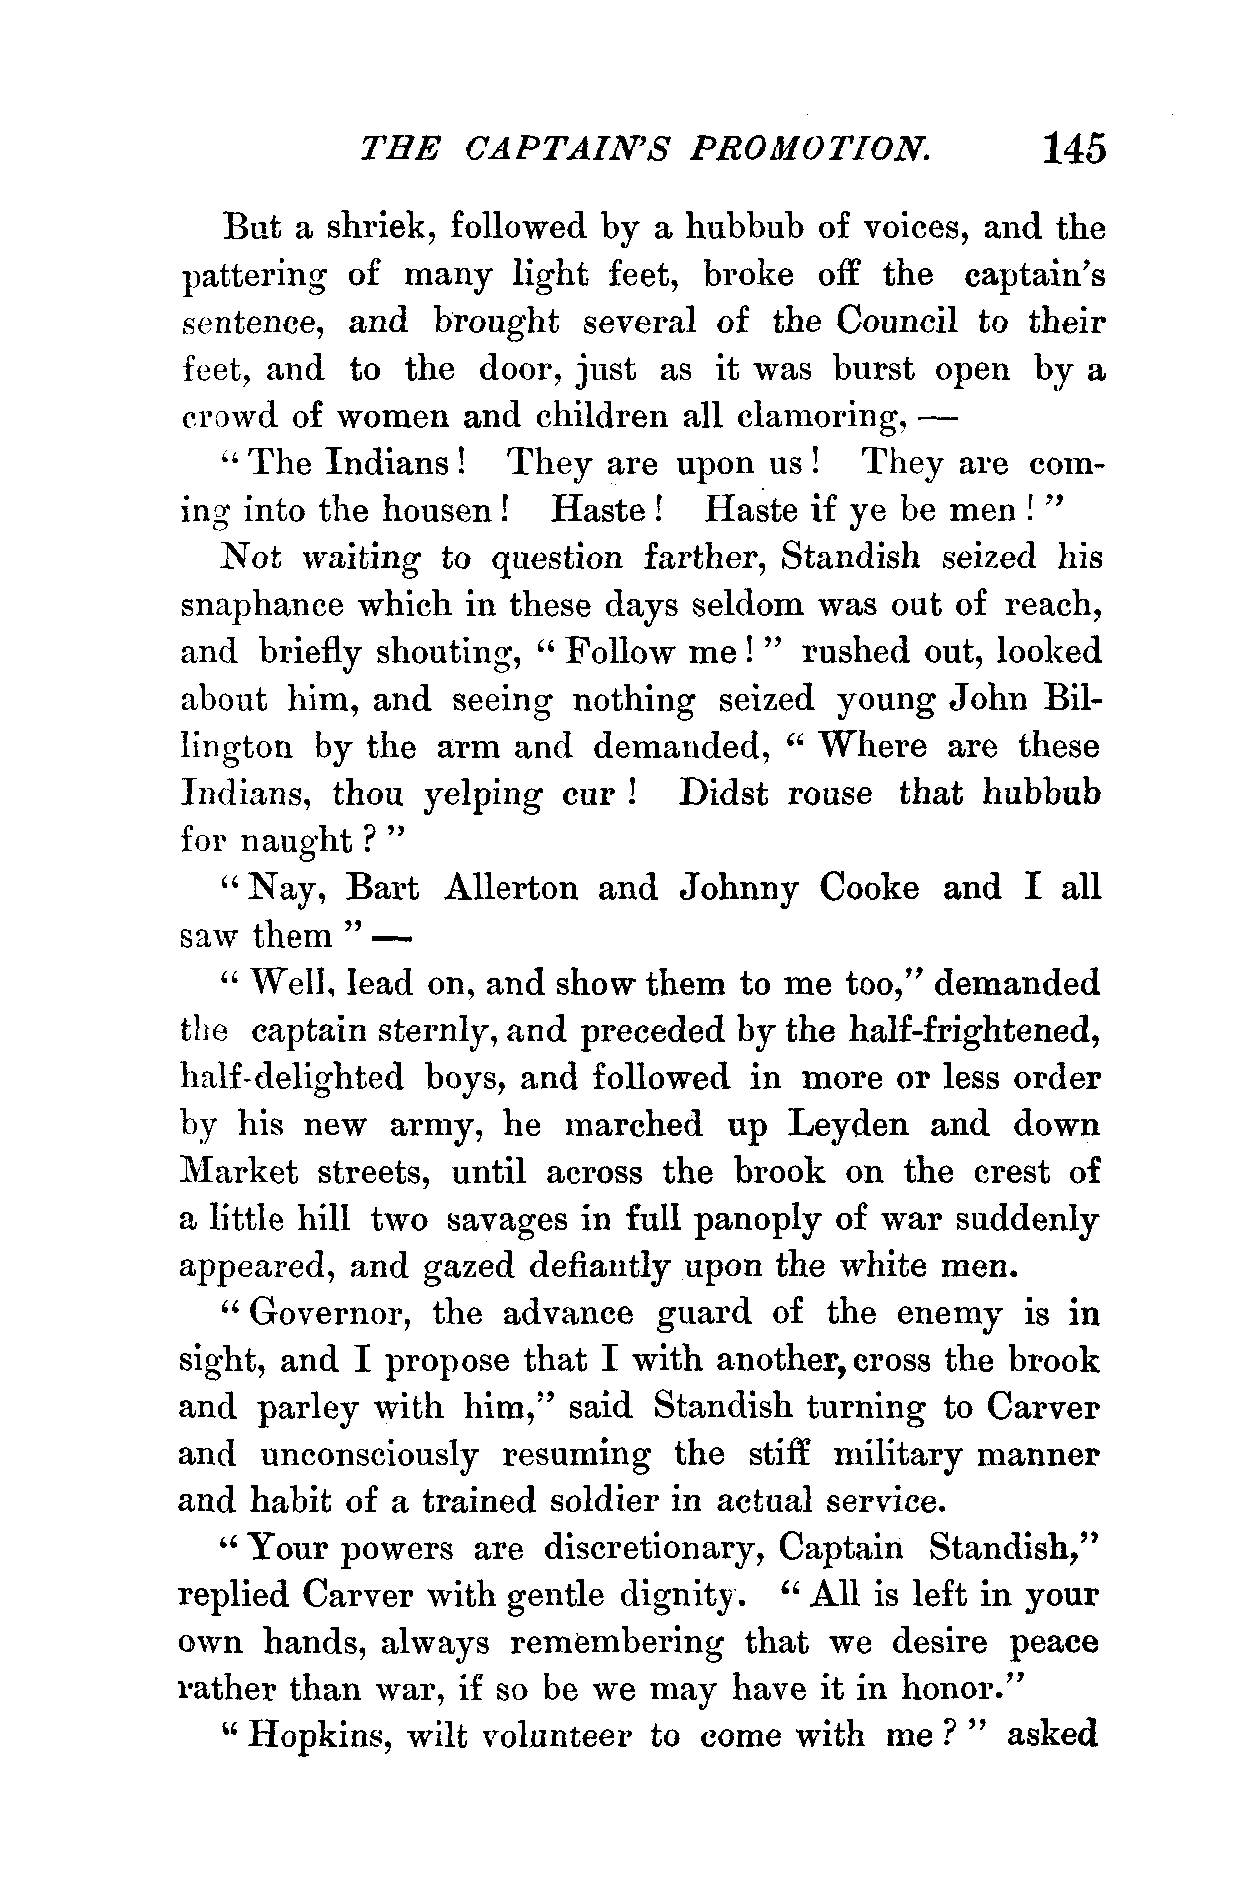 THE CAPTAIN'S PROMOTION. 145
But a shriek, followed by a hubbub of voices, and the
pattering of many light feet, broke off the captain's
sentence, and brought several of the Council to their
feet, and to the door, just as it was burst open by a
crowd of women and children all clamoring, —
“ The Indians ! They are upon us ! They are com-
ing into the housen ! Haste ! Haste if ye be men ! ”
Not waiting to question farther, Standish seized his
snaphance which in these days seldom was out of reach,
and briefly shouting, “ Follow me ! ” rushed out, looked
about him, and seeing nothing seized young John Bil-
lington by the arm and demanded, “ Where are these
Indians, thou yelping cur ! Didst rouse that hubbub
for naught ? ”
“ Nay, Bart Allerton and Johnny Cooke and I all
saw them ” —
“ Well, lead on, and show them to me too,” demanded
the captain sternly, and preceded by the half-frightened,
half-delighted boys, and followed in more or less order
by his new army, he marched up Leyden and down
Market streets, until across the brook on the crest of
a little hill two savages in full panoply of war suddenly
appeared, and gazed defiantly upon the white men.
“ Governor, the advance guard of the enemy is in
sight, and I propose that I with another, cross the brook
and parley with him,” said Standish turning to Carver
and unconsciously resuming the stiff military manner
and habit of a trained soldier in actual service.
“ Your powers are discretionary, Captain Standish,”
replied Carver with gentle dignity. “ All is left in your
own hands, always remembering that we desire peace
rather than war, if so be we may have it in honor.”
“ Hopkins, wilt volunteer to come with me ? ” asked